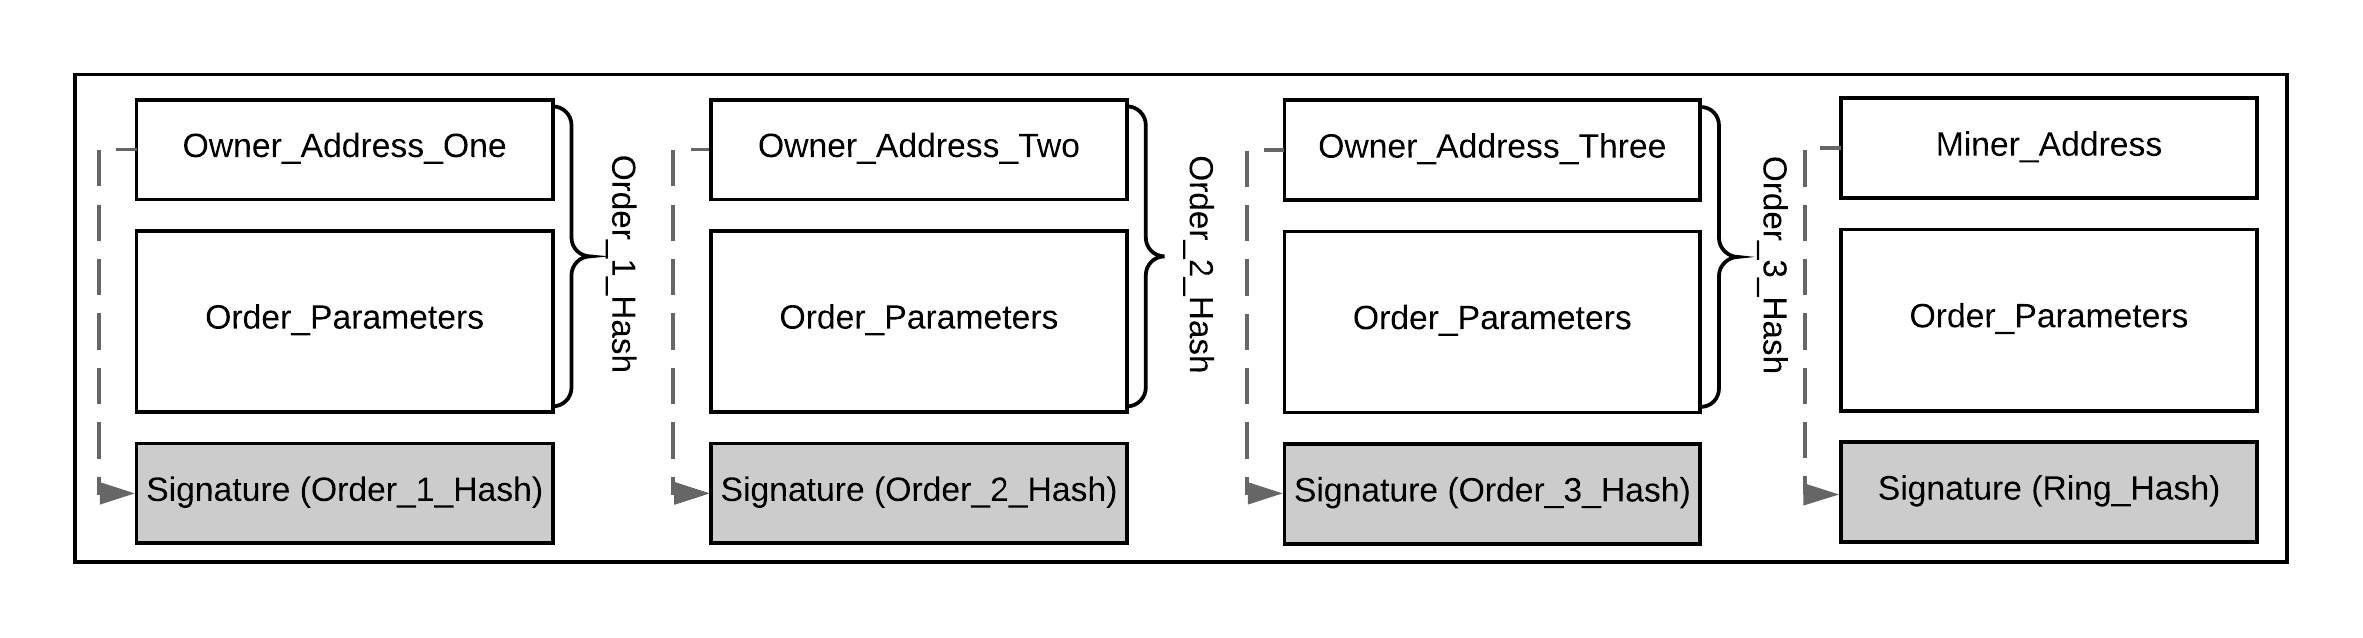 Owner_Address_One
Order_Parameters
Signature (Order_1_Hash)
Order_1_Hash
Owner_Address_Two
Order_Parameters
Signature (Order_2_Hash)
Order_2_Hash
Owner_Address_Three
Order_Parameters
Signature (Order_3_Hash)
Order_3_Hash
Miner_Address
Order_Parameters
Signature (Ring_Hash)